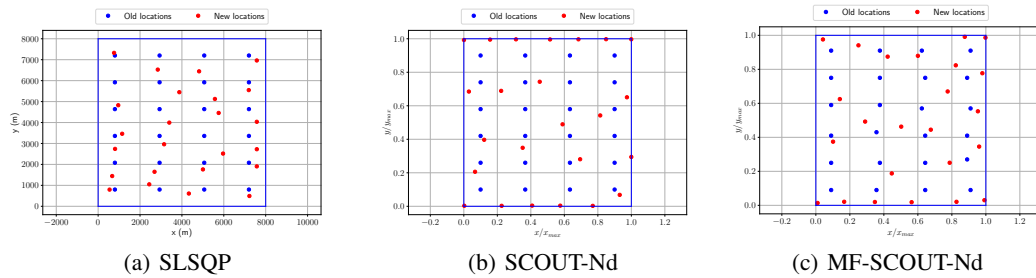 Old locations New locations
8000
7000
6000
5000
4000
3000
2000
1000
0
y (m)
−2000 0 2000 4000 6000 8000 10000
x (m)
(a) SLSQP
Old locations New locations
1.0
0.8
0.6
0.4
0.2
0.0
y/y_max
0.0 0.2 0.4 0.6 0.8 1.0 1.2
x/x_max
(b) SCOUT-Nd
Old locations New locations
1.0
0.8
0.6
0.4
0.2
0.0
y/y_max
−0.2 0.0 0.2 0.4 0.6 0.8 1.0 1.2
x/x_max
(c) MF-SCOUT-Nd